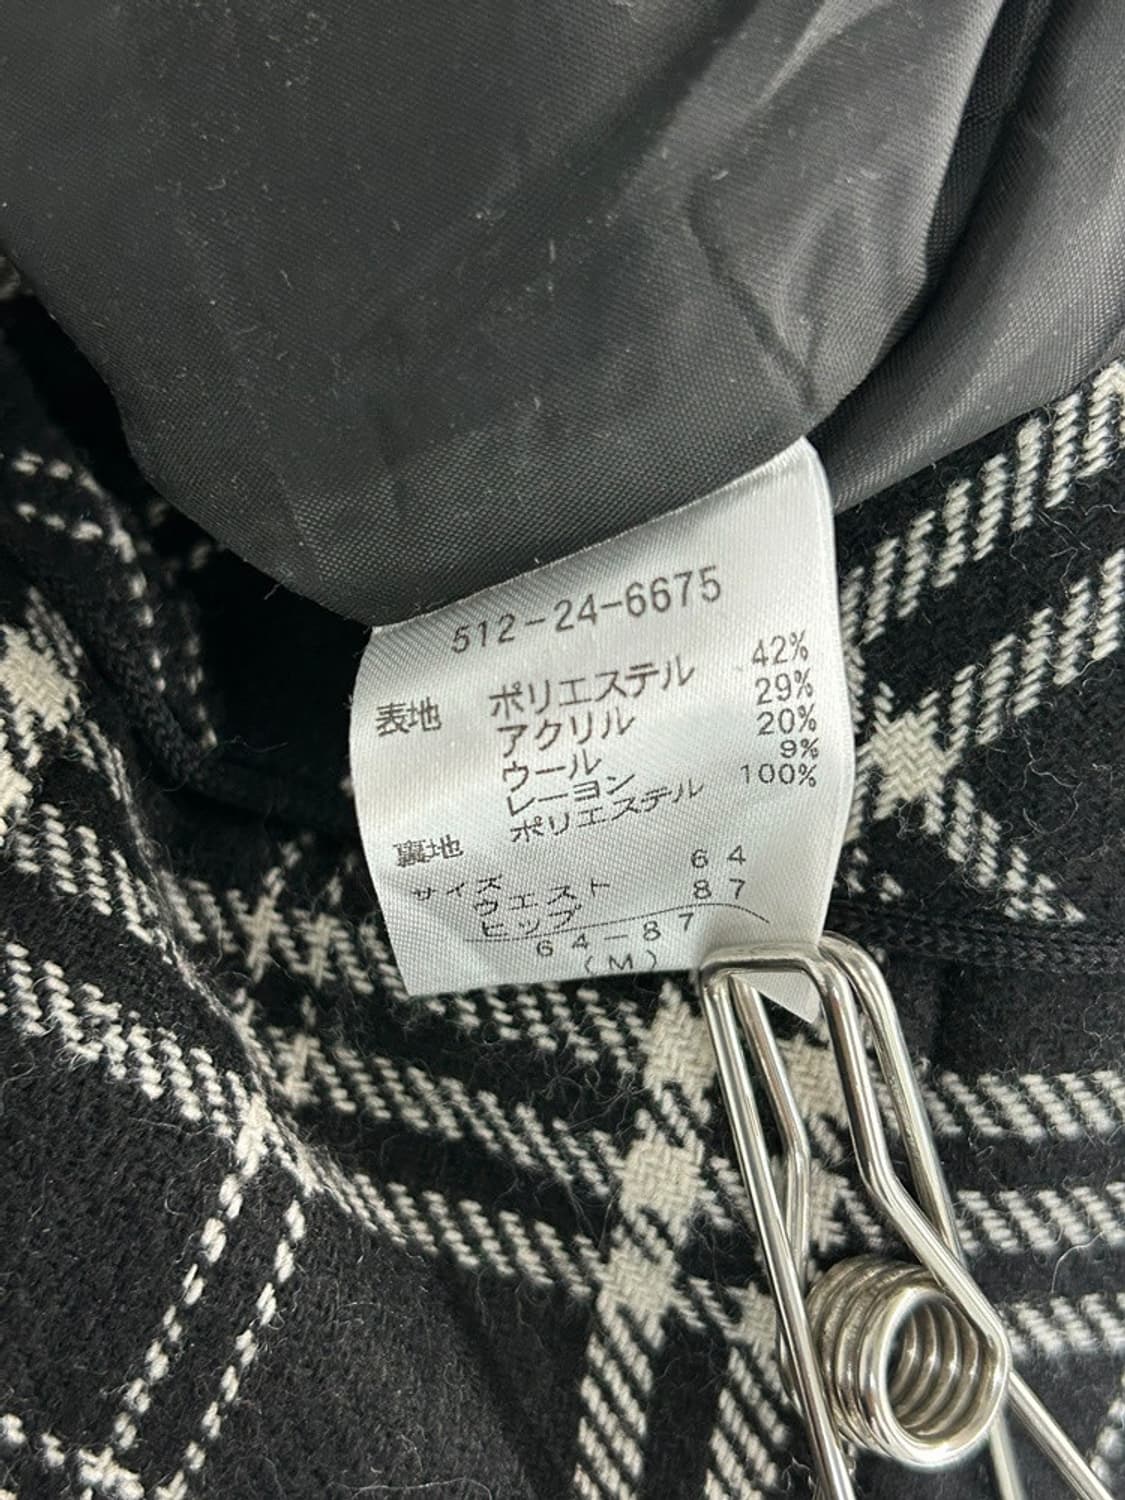 512-24-6675
表地 ポリエステル 42%
アクリル 29%
ウール 20%
レーヨン 9%
裏地 ポリエステル 100%
サイズ
ウエスト 64
ヒップ 87
64-87
(M)